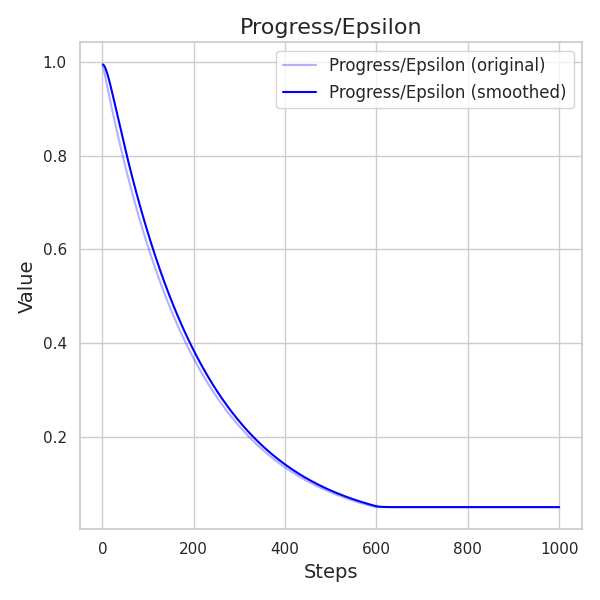 Progress/Epsilon
Progress/Epsilon (original)
Progress/Epsilon (smoothed)
Value
1.0
0.8
0.6
0.4
0.2
0 200 400 600 800 1000
Steps